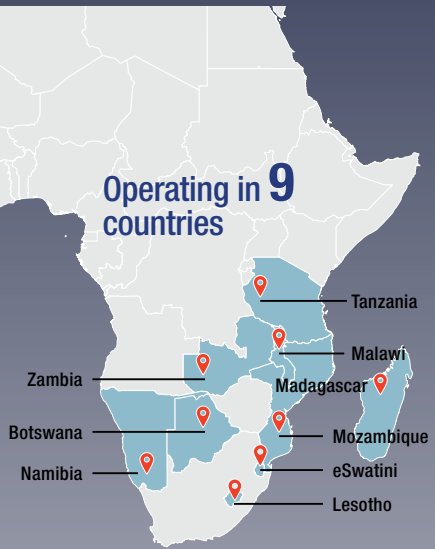 Operating in 9
countries
Tanzania
Malawi
Zambia
Madagascar
Botswana
Mozambique
Namibia
eSwatini
Lesotho